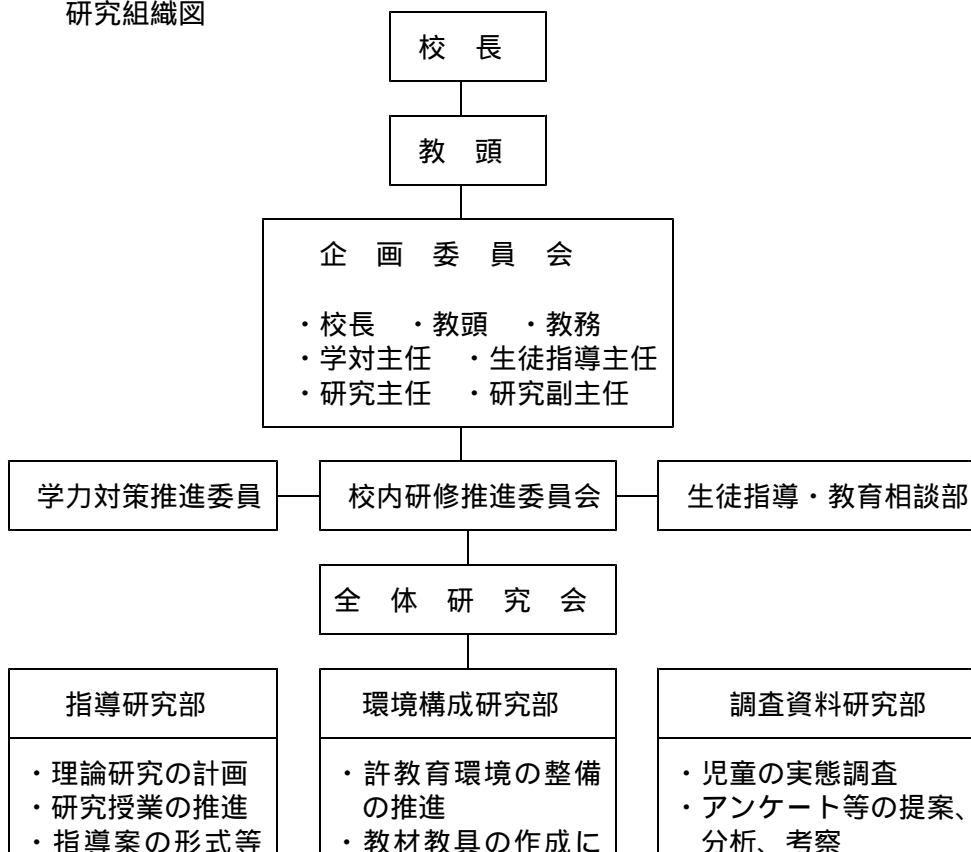 研究組織図
校　長
教　頭
企　画　委　員　会
・校長　・教頭　・教務
・学対主任　・生徒指導主任
・研究主任　・研究副主任
学力対策推進委員
校内研修推進委員会
生徒指導・教育相談部
全　体　研　究　会
指導研究部
・理論研究の計画
・研究授業の推進
・指導案の形式等
環境構成研究部
・許教育環境の整備
の推進
・教材教具の作成に
調査資料研究部
・児童の実態調査
・アンケート等の提案、
分析、考察